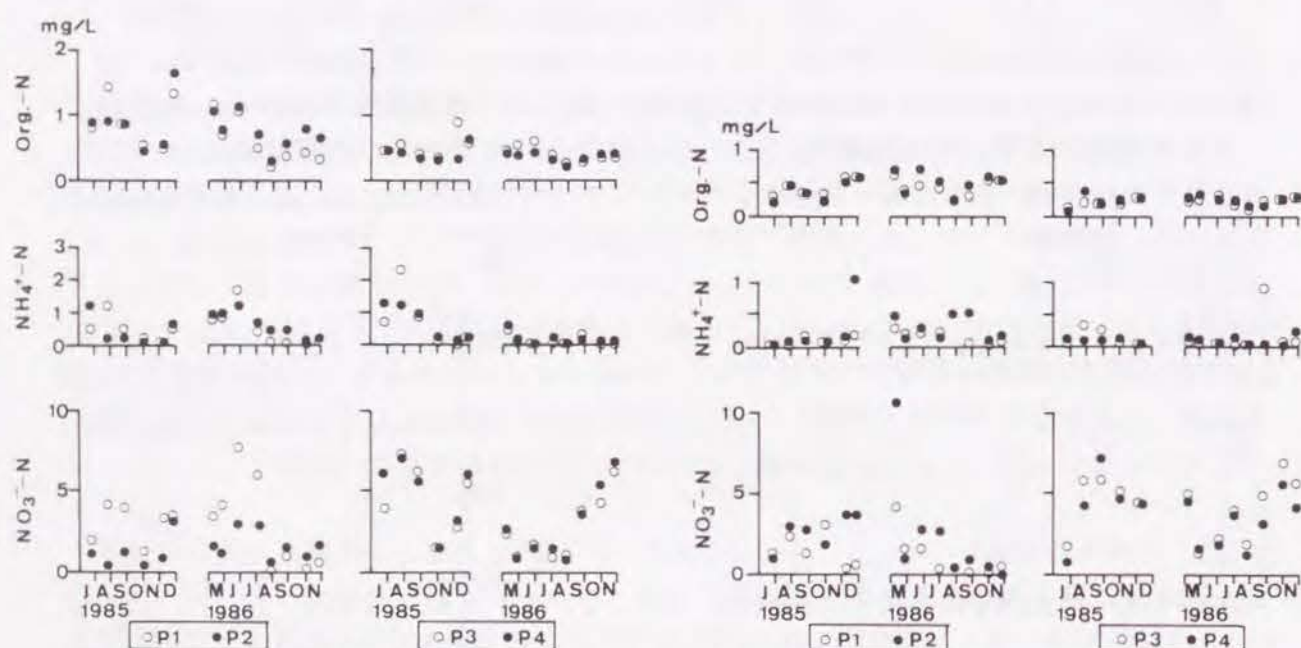 mg/L
2
1
0
Org.-N
3
2
1
0
NH4+-N
10
5
0
NO3--N
J A S O N D
1985
M J J A S O N
1986
○ P1 ● P2
J A S O N D
1985
M J J A S O N
1986
○ P3 ● P4
mg/L
1
0
Org.-N
1
0
NH4+-N
10
5
0
NO3--N
J A S O N D
1985
M J J A S O N
1986
○ P1 ● P2
J A S O N D
1985
M J J A S O N
1986
○ P3 ● P4